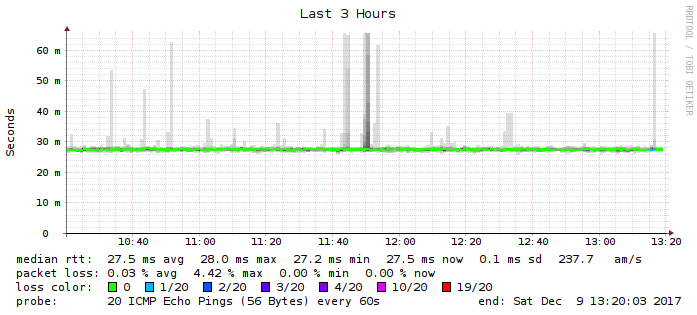 Last 3 Hours
RRDTOOL / TOBI OETIKER
Seconds
60 m
50 m
40 m
30 m
20 m
10 m
0
10:40 11:00 11:20 11:40 12:00 12:20 12:40 13:00 13:20
median rtt: 27.5 ms avg 28.0 ms max 27.2 ms min 27.5 ms now 0.1 ms sd 237.7 am/s
packet loss: 0.03 % avg 4.42 % max 0.00 % min 0.00 % now
loss color: 0 1/20 2/20 3/20 4/20 10/20 19/20
probe: 20 ICMP Echo Pings (56 Bytes) every 60s end: Sat Dec 9 13:20:03 2017